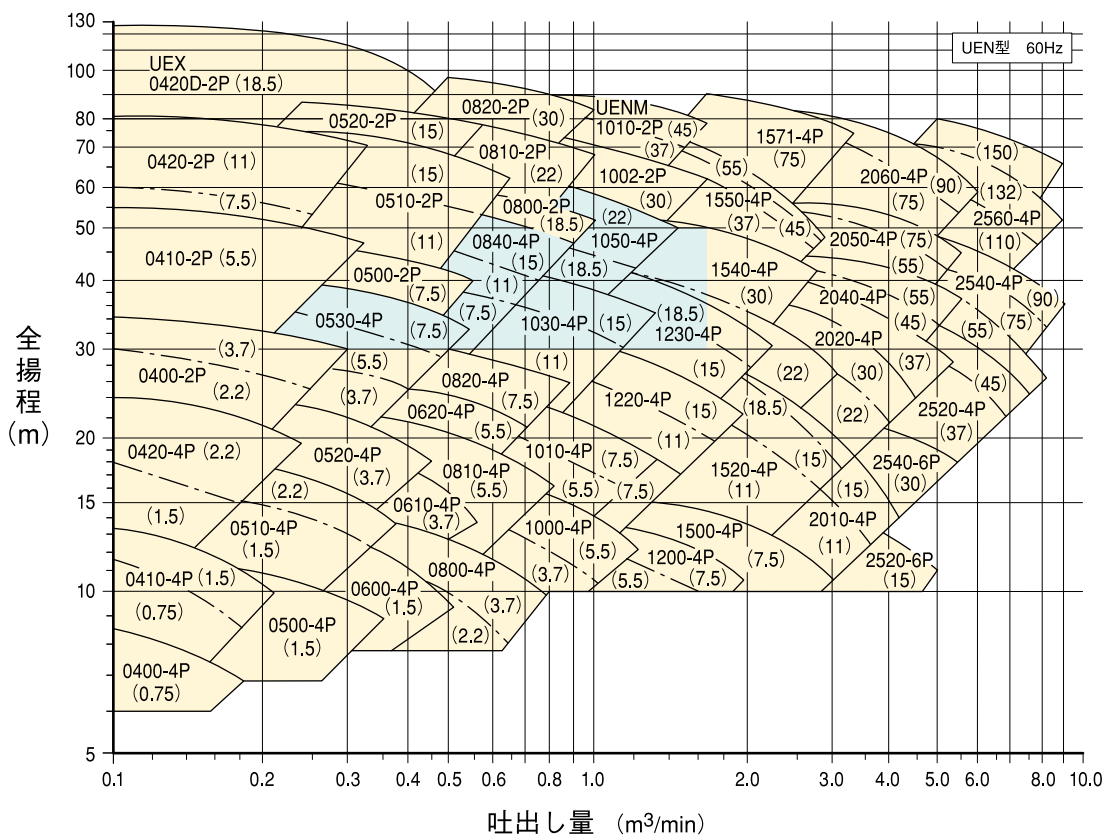 130
UEN型 60Hz
UEX
0420D-2P (18.5)
100
0820-2P (30)
UENM
1010-2P (45)
(37)
80
0520-2P (15)
1571-4P
(75)
(150)
70
0420-2P (11)
(15)
0810-2P
(22)
1002-2P
(30)
(55)
2060-4P (90)
(75)
(132)
60
(7.5)
0510-2P
(11)
0800-2P
(18.5)
(22)
1550-4P
(37)
(45)
2560-4P
(110)
50
0410-2P (5.5)
0840-4P
(15)
(11)
(7.5)
1050-4P
(18.5)
2050-4P (75)
(55)
40
0500-2P
(7.5)
1540-4P
(30)
2040-4P (55)
(45)
2540-4P (90)
(75)
(55)
(45)
0530-4P (7.5)
1030-4P (15)
(11)
(18.5)
1230-4P
(15)
2020-4P
(37)
(30)
(22)
30
(3.7)
(5.5)
(3.7)
0400-2P
(2.2)
0820-4P
(7.5)
1220-4P
(15)
(11)
(22)
(18.5)
(15)
(15)
2520-4P
(37)
0620-4P
(5.5)
20
0420-4P (2.2)
(2.2)
(1.5)
0520-4P
(3.7)
0810-4P
(5.5)
1010-4P (7.5)
(5.5)
(7.5)
1520-4P
(11)
2540-6P
(30)
15
0510-4P
(1.5)
0610-4P
(3.7)
1000-4P
(5.5)
(3.7)
1500-4P
(7.5)
2010-4P
(11)
0410-4P (1.5)
(0.75)
0600-4P
(1.5)
0800-4P
(3.7)
(2.2)
1200-4P
(5.5)
(7.5)
2520-6P
(15)
10
0500-4P
(1.5)
0400-4P
(0.75)
5
全揚程
(m)
0.1 0.2 0.3 0.4 0.5 0.6 0.8 1.0 2.0 3.0 4.0 5.0 6.0 8.0 10.0
吐出し量 (m³/min)